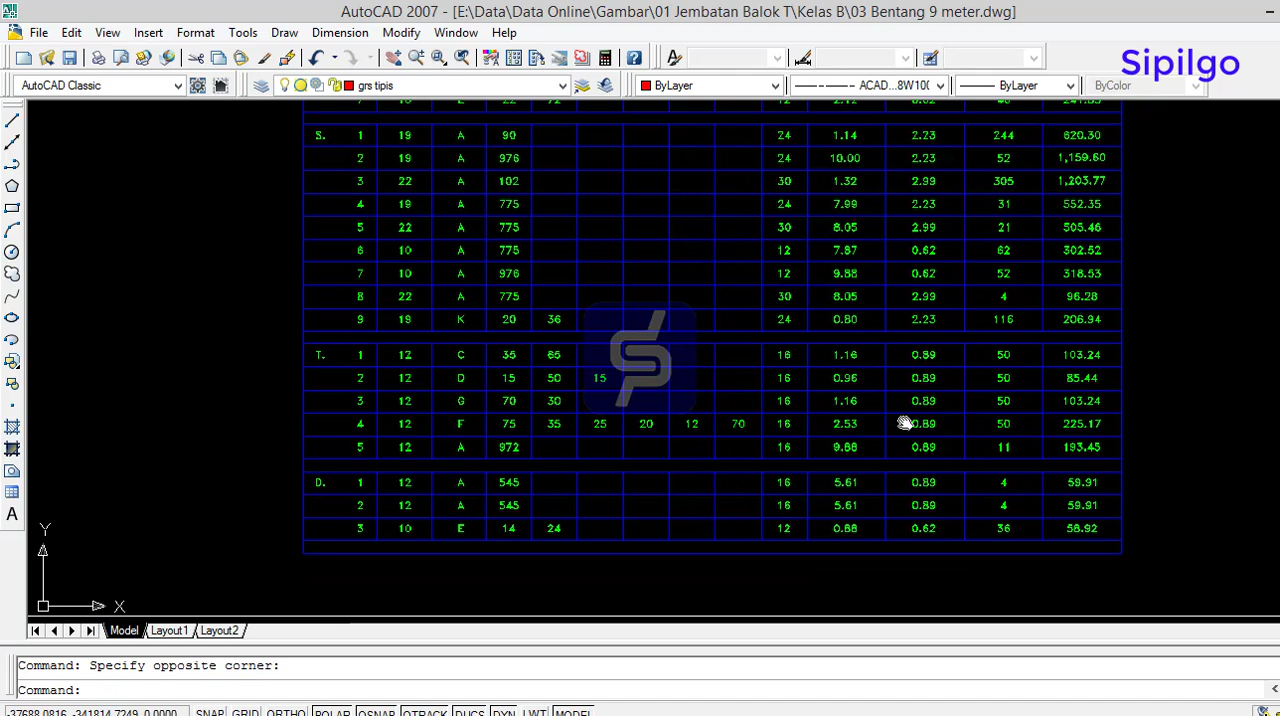 AutoCAD 2007 - [E:\Data\Data Online\Gambar\01 Jembatan Balok T\Kelas B\03 Bentang 9 meter.dwg]
File Edit View Insert Format Tools Draw Dimension Modify Window Help
Sipilgo
AutoCAD Classic grs tipis ByLayer ACAD...8W100 ByLayer ByColor
S. 1 19 A 90 24 1.14 2.23 244 620.30
2 19 A 976 24 10.00 2.23 52 1,159.60
3 22 A 102 30 1.32 2.99 305 1,203.77
4 19 A 775 24 7.99 2.23 31 552.35
5 22 A 775 30 8.05 2.99 21 505.46
6 10 A 775 12 7.87 0.62 62 302.52
7 10 A 976 12 9.88 0.62 52 318.53
8 22 A 775 30 8.05 2.99 4 96.28
9 19 K 20 36 24 0.80 2.23 116 206.94
T. 1 12 C 35 65 16 1.16 0.89 50 103.24
2 12 D 15 50 15 16 0.96 0.89 50 85.44
3 12 G 70 30 16 1.16 0.89 50 103.24
4 12 F 75 35 25 20 12 70 16 2.53 0.89 50 225.17
5 12 A 972 16 9.88 0.89 11 193.45
D. 1 12 A 545 16 5.61 0.89 4 59.91
2 12 A 545 16 5.61 0.89 4 59.91
3 10 E 14 24 12 0.88 0.62 36 58.92
Y
X
Model Layout1 Layout2
Command: Specify opposite corner:
Command:
-37688.0816, -341814.7249, 0.0000 SNAP GRID ORTHO POLAR OSNAP OTRACK DUCS DYN LWT MODEL